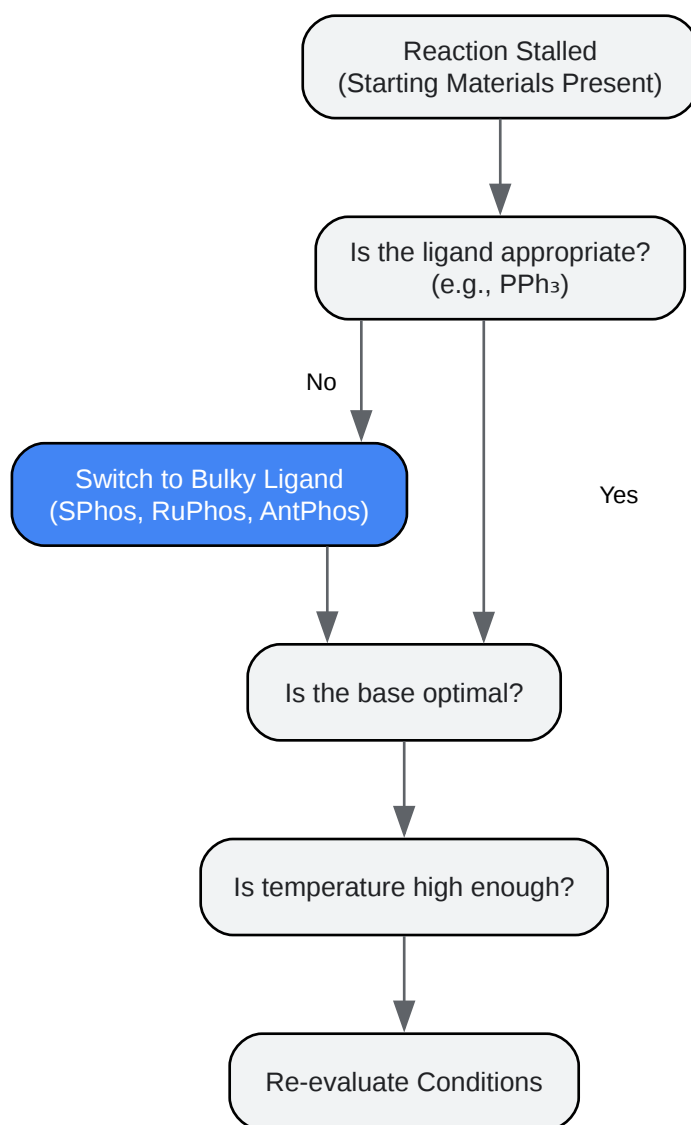 Reaction Stalled
(Starting Materials Present)
Is the ligand appropriate?
(e.g., PPh₃)
No
Switch to Bulky Ligand
(SPhos, RuPhos, AntPhos)
Yes
Is the base optimal?
Is temperature high enough?
Re-evaluate Conditions